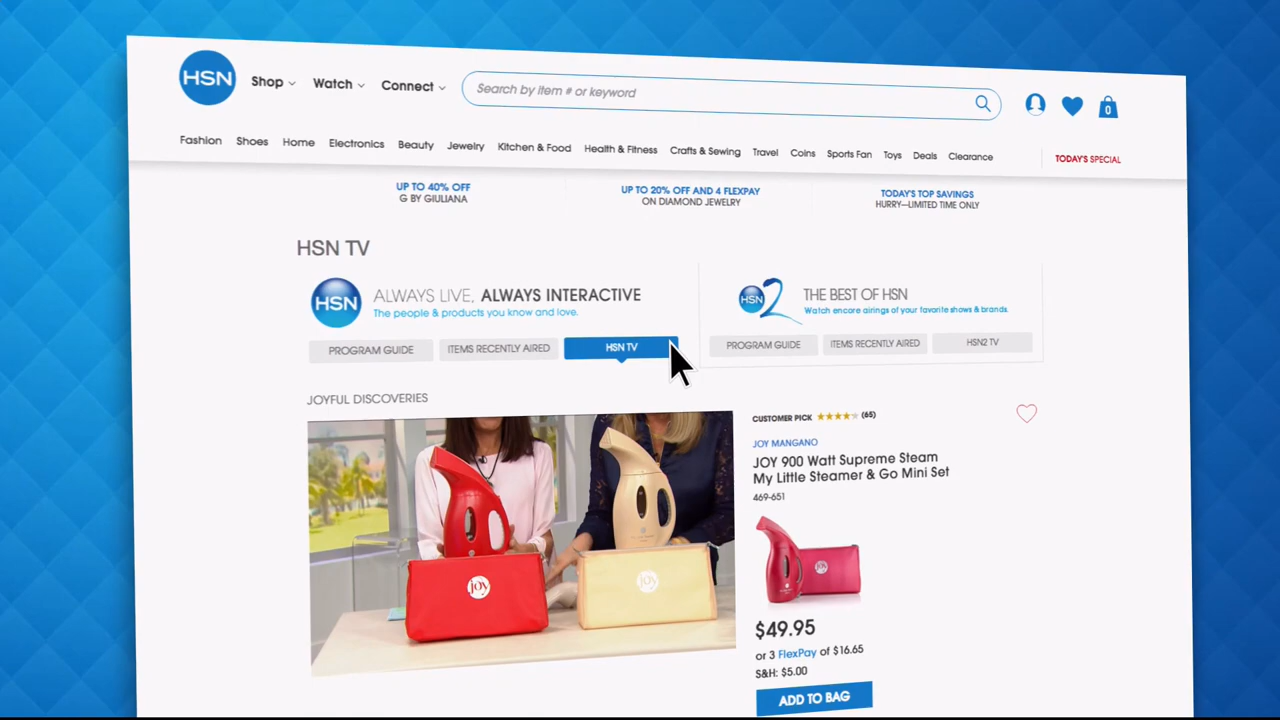 HSN
Shop
Watch
Connect
Search by item # or keyword
0
Fashion
Shoes
Home
Electronics
Beauty
Jewelry
Kitchen & Food
Health & Fitness
Crafts & Sewing
Travel
Coins
Sports Fan
Toys
Deals
Clearance
TODAY'S SPECIAL
UP TO 40% OFF
G BY GIULIANA
UP TO 20% OFF AND 4 FLEXPAY
ON DIAMOND JEWELRY
TODAY'S TOP SAVINGS
HURRY—LIMITED TIME ONLY
HSN TV
HSN
ALWAYS LIVE, ALWAYS INTERACTIVE
The people & products you know and love.
PROGRAM GUIDE
ITEMS RECENTLY AIRED
HSN TV
HSN 2
THE BEST OF HSN
Watch encore airings of your favorite shows & brands.
PROGRAM GUIDE
ITEMS RECENTLY AIRED
HSN2 TV
JOYFUL DISCOVERIES
joy
joy
CUSTOMER PICK (65)
JOY MANGANO
JOY 900 Watt Supreme Steam
My Little Steamer & Go Mini Set
469-651
joy
$49.95
or 3 FlexPay of $16.65
S&H: $5.00
ADD TO BAG